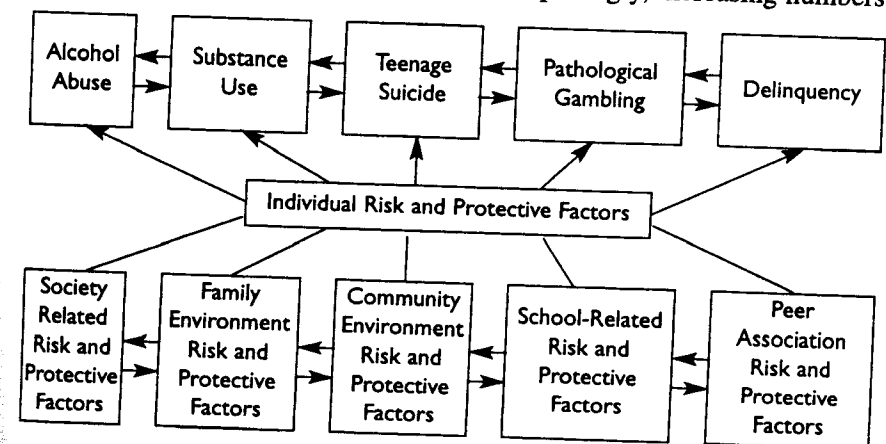 increasing numbers
Alcohol
Abuse
Substance
Use
Teenage
Suicide
Pathological
Gambling
Delinquency
Individual Risk and Protective Factors
Society
Related
Risk and
Protective
Factors
Family
Environment
Risk and
Protective
Factors
Community
Environment
Risk and
Protective
Factors
School-Related
Risk and
Protective
Factors
Peer
Association
Risk and
Protective
Factors